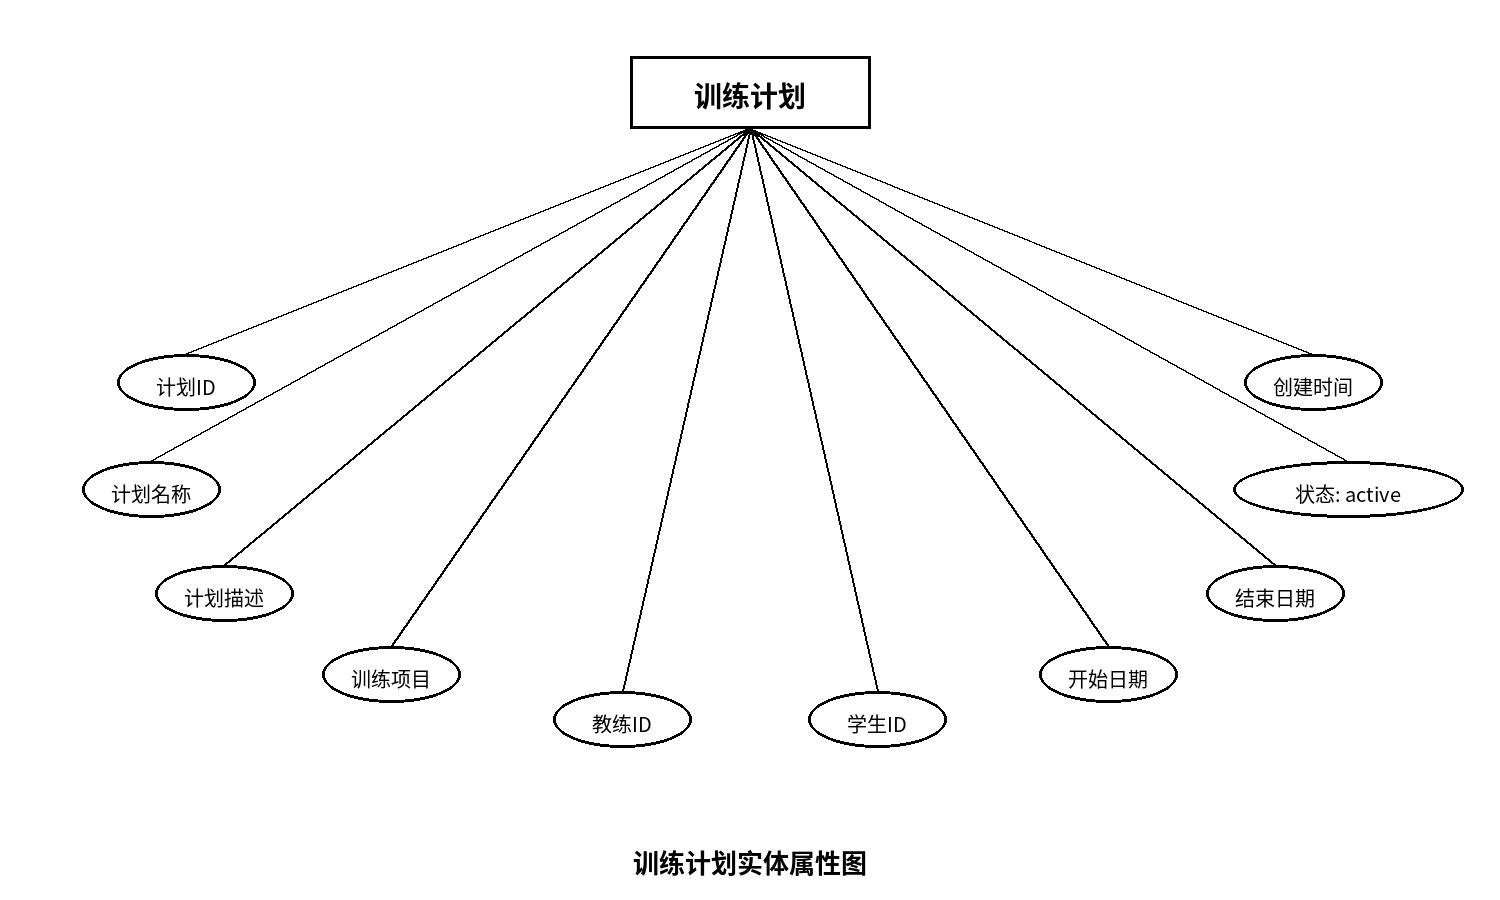 训练计划
计划ID
创建时间
计划名称
状态: active
计划描述
结束日期
训练项目
开始日期
教练ID
学生ID
训练计划实体属性图